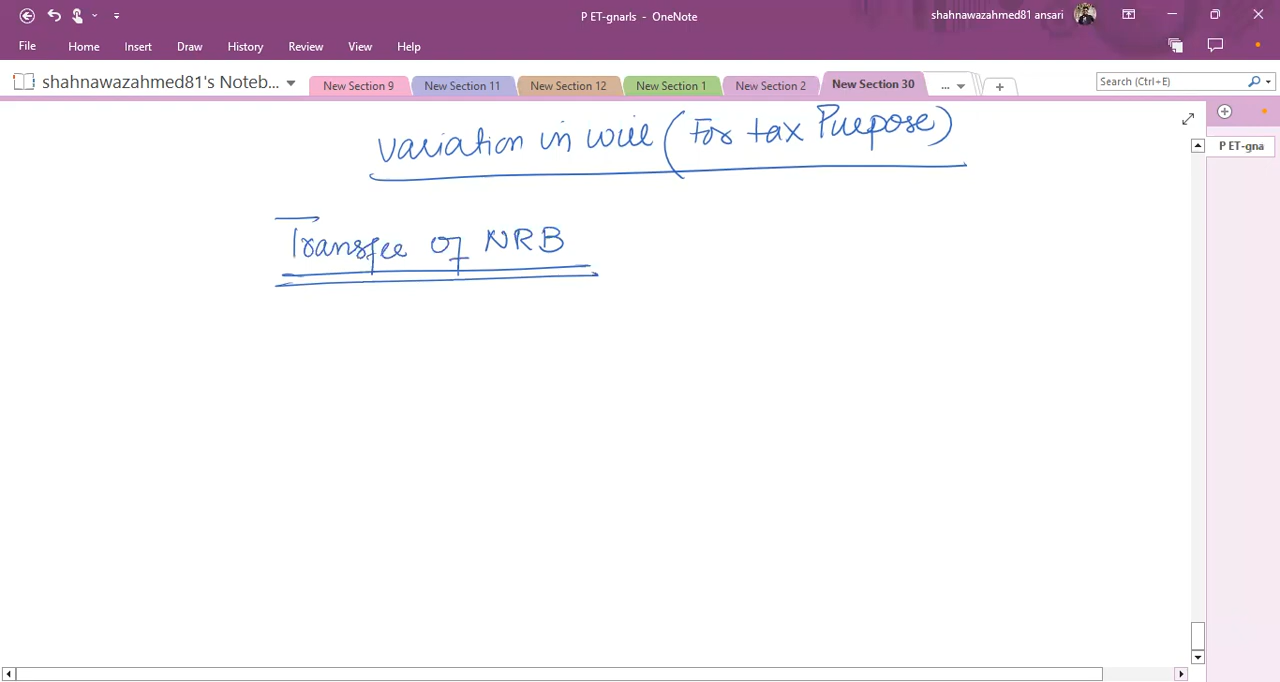 P ET-gnarls - OneNote
shahnawazahmed81 ansari
File Home Insert Draw History Review View Help
shahnawazahmed81's Noteb... New Section 9 New Section 11 New Section 12 New Section 1 New Section 2 New Section 30 ... + Search (Ctrl+E)
P ET-gna
variation in will (For tax Purpose)
Transfer of NRB